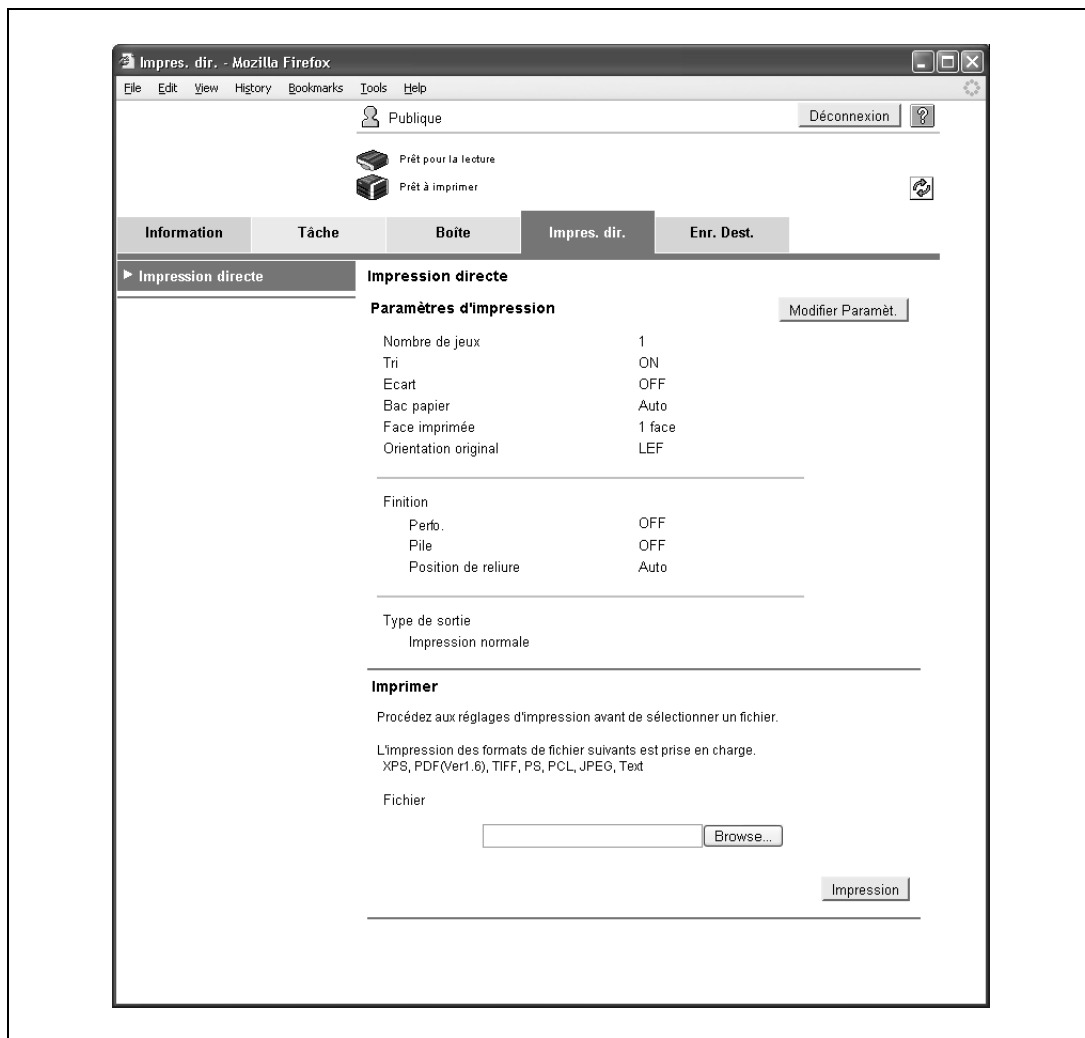 Impres. dir. - Mozilla Firefox
File Edit View History Bookmarks Tools Help
Publique Déconnexion ?
Prêt pour la lecture
Prêt à imprimer
Information Tâche Boîte Impres. dir. Enr. Dest.
Impression directe
Impression directe
Paramètres d'impression Modifier Paramèt.
Nombre de jeux 1
Tri ON
Ecart OFF
Bac papier Auto
Face imprimée 1 face
Orientation original LEF
Finition
Perfo. OFF
Pile OFF
Position de reliure Auto
Type de sortie
Impression normale
Imprimer
Procédez aux réglages d'impression avant de sélectionner un fichier.
L'impression des formats de fichier suivants est prise en charge.
XPS, PDF(Ver1.6), TIFF, PS, PCL, JPEG, Text
Fichier
Browse...
Impression